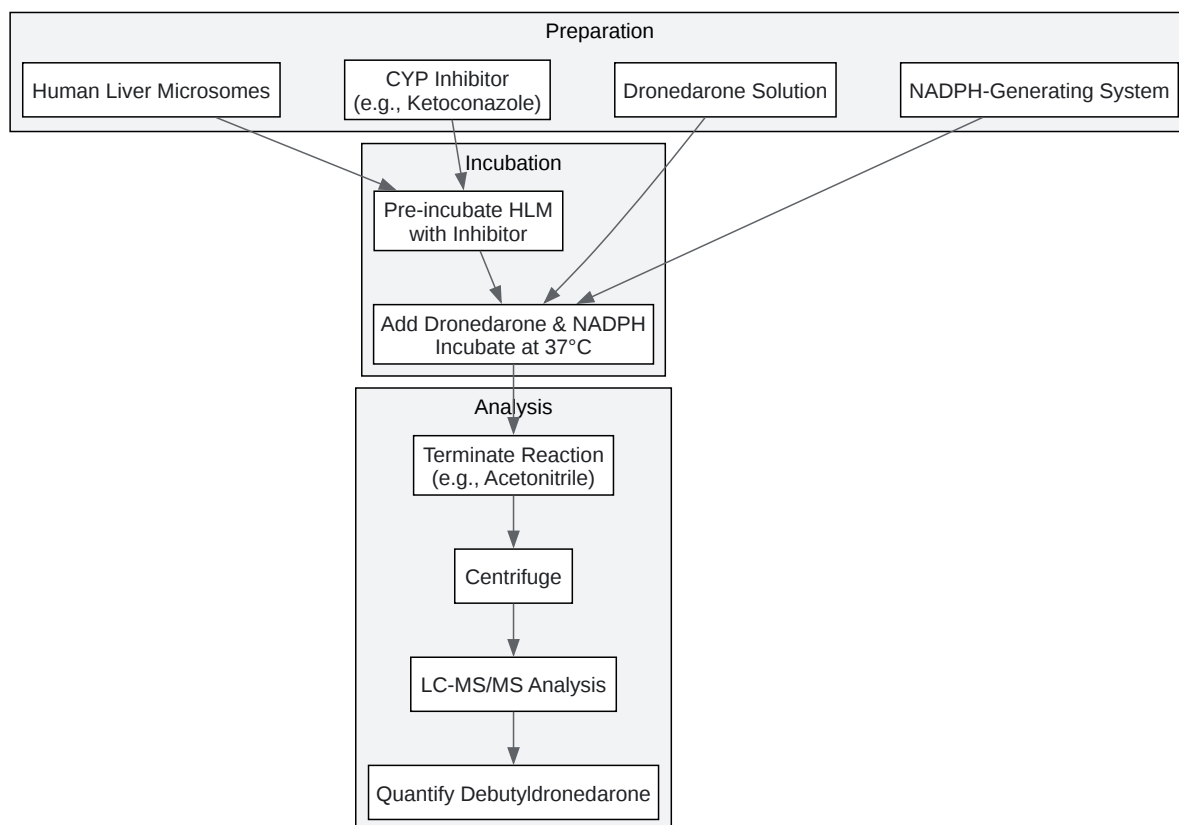 Preparation
Human Liver Microsomes
CYP Inhibitor
(e.g., Ketoconazole)
Dronedarone Solution
NADPH-Generating System
Incubation
Pre-incubate HLM
with Inhibitor
Add Dronedarone & NADPH
Incubate at 37°C
Analysis
Terminate Reaction
(e.g., Acetonitrile)
Centrifuge
LC-MS/MS Analysis
Quantify Debutyldronedarone